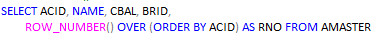 SELECT ACID, NAME, CBAL, BRID,
ROW_NUMBER() OVER (ORDER BY ACID) AS RNO FROM AMASTER